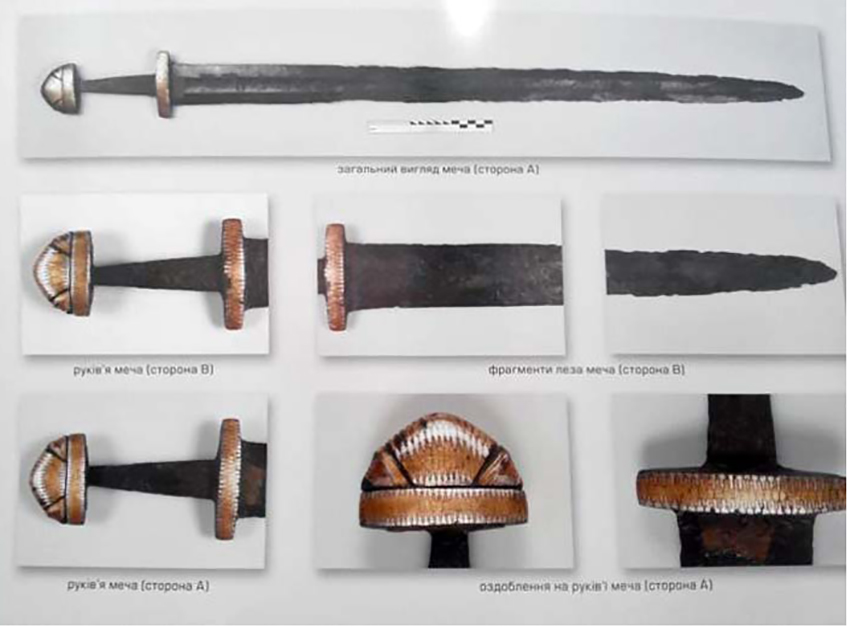 загальний вигляд меча (сторона А)
руків'я меча (сторона В)
фрагменти леза меча (сторона В)
руків'я меча (сторона А)
оздоблення на руків'ї меча (сторона А)